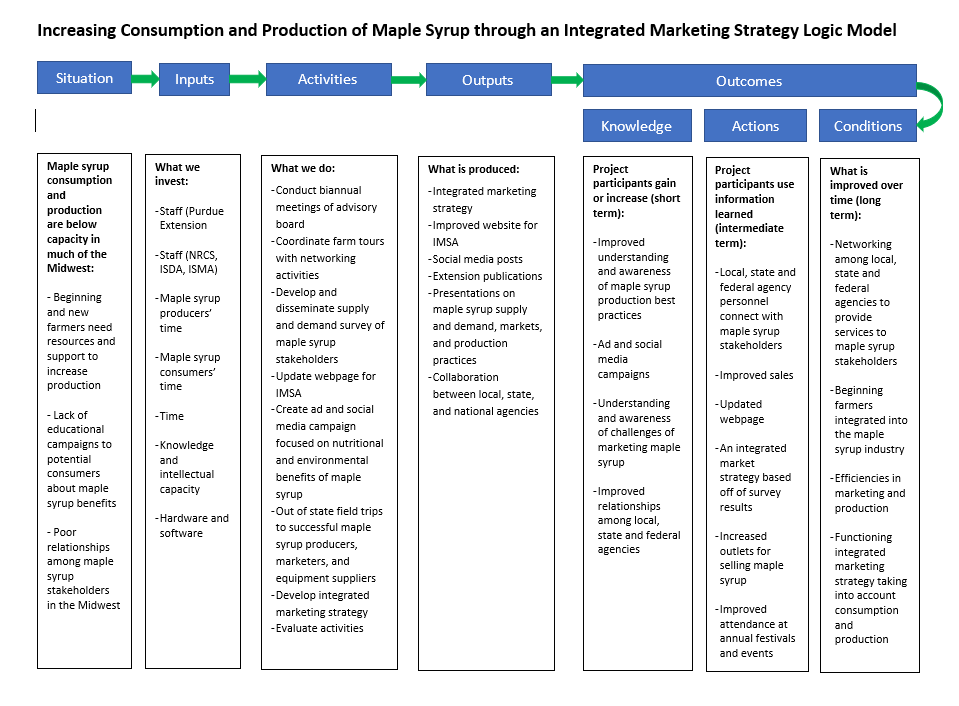 Increasing Consumption and Production of Maple Syrup through an Integrated Marketing Strategy Logic Model
Situation
Inputs
Activities
Outputs
Outcomes
Knowledge
Actions
Conditions
Maple syrup
consumption
and
production
are below
capacity in
much of the
Midwest:
- Beginning
and new
farmers need
resources and
support to
increase
production
- Lack of
educational
campaigns to
potential
consumers
about maple
syrup benefits
- Poor
relationships
among maple
syrup
stakeholders
in the Midwest
What we
invest:
-Staff (Purdue
Extension
-Staff (NRCS,
ISDA, ISMA)
-Maple syrup
producers’
time
-Maple syrup
consumers’
time
-Time
-Knowledge
and
intellectual
capacity
-Hardware and
software
What we do:
-Conduct biannual
meetings of advisory
board
-Coordinate farm tours
with networking
activities
-Develop and
disseminate supply
and demand survey of
maple syrup
stakeholders
-Update webpage for
IMSA
-Create ad and social
media campaign
focused on nutritional
and environmental
benefits of maple
syrup
-Out of state field trips
to successful maple
syrup producers,
marketers, and
equipment suppliers
-Develop integrated
marketing strategy
-Evaluate activities
What is produced:
-Integrated marketing
strategy
-Improved website for
IMSA
-Social media posts
-Extension publications
-Presentations on
maple syrup supply
and demand, markets,
and production
practices
-Collaboration
between local, state,
and national agencies
Project
participants gain
or increase (short
term):
-Improved
understanding
and awareness
of maple syrup
production best
practices
-Ad and social
media
campaigns
-Understanding
and awareness
of challenges of
marketing maple
syrup
-Improved
relationships
among local,
state and federal
agencies
Project
participants use
information
learned
(intermediate
term):
-Local, state and
federal agency
personnel
connect with
maple syrup
stakeholders
-Improved sales
-Updated
webpage
-An integrated
market
strategy based
off of survey
results
-Increased
outlets for
selling maple
syrup
-Improved
attendance at
annual festivals
and events
What is
improved over
time (long
term):
-Networking
among local,
state and
federal
agencies to
provide
services to
maple syrup
stakeholders
-Beginning
farmers
integrated into
the maple
syrup industry
-Efficiencies in
marketing and
production
-Functioning
integrated
marketing
strategy taking
into account
consumption
and
production